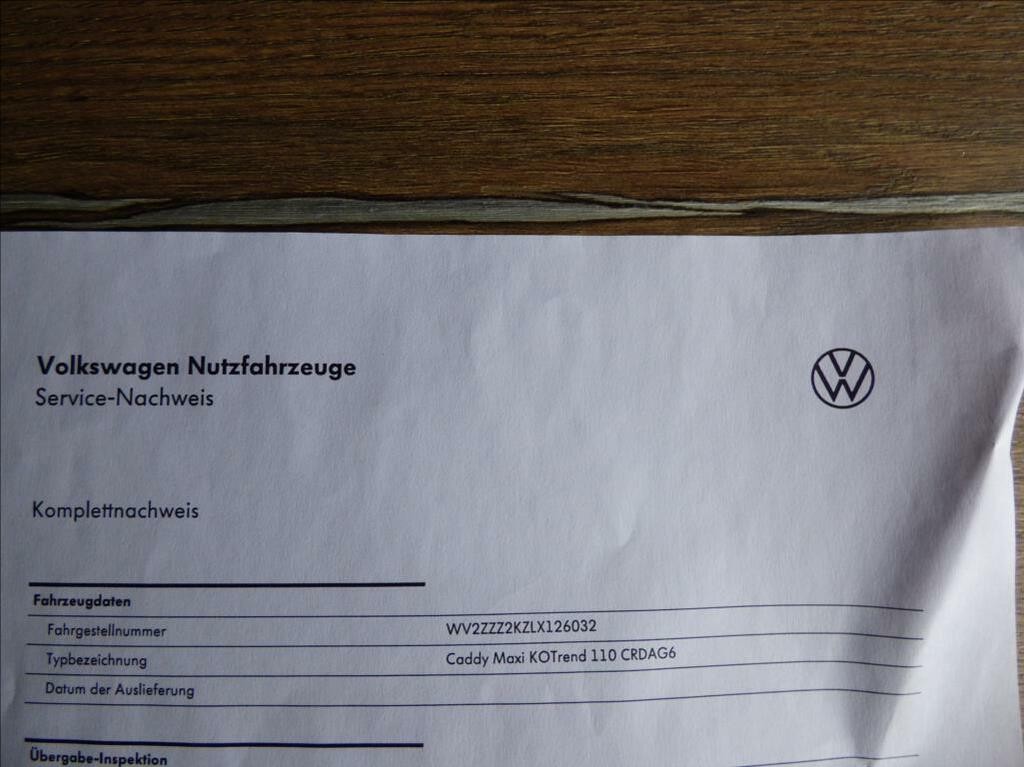 Volkswagen Nutzfahrzeuge
Service-Nachweis
Komplettnachweis
Fahrzeugdaten
Fahrgestellnummer WV2ZZZ2KZLX126032
Typbezeichnung Caddy Maxi KOTrend 110 CRDAG6
Datum der Auslieferung
Übergabe-Inspektion